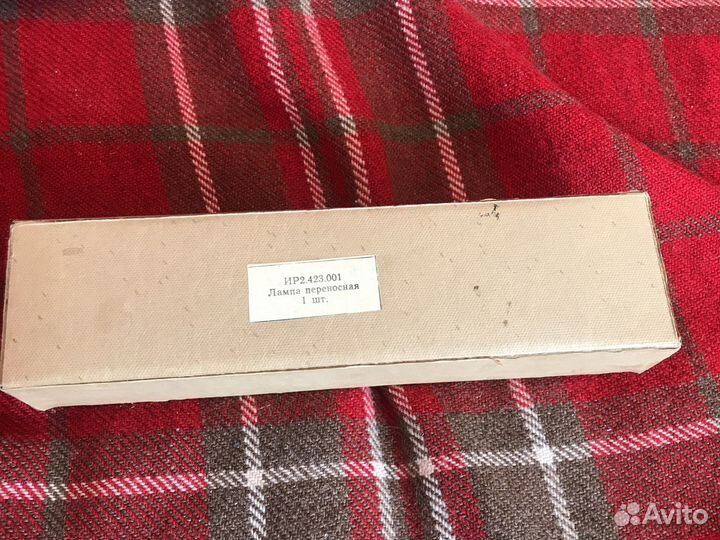 ИР2.423.001
Лампа переносная
1 шт.
Avito